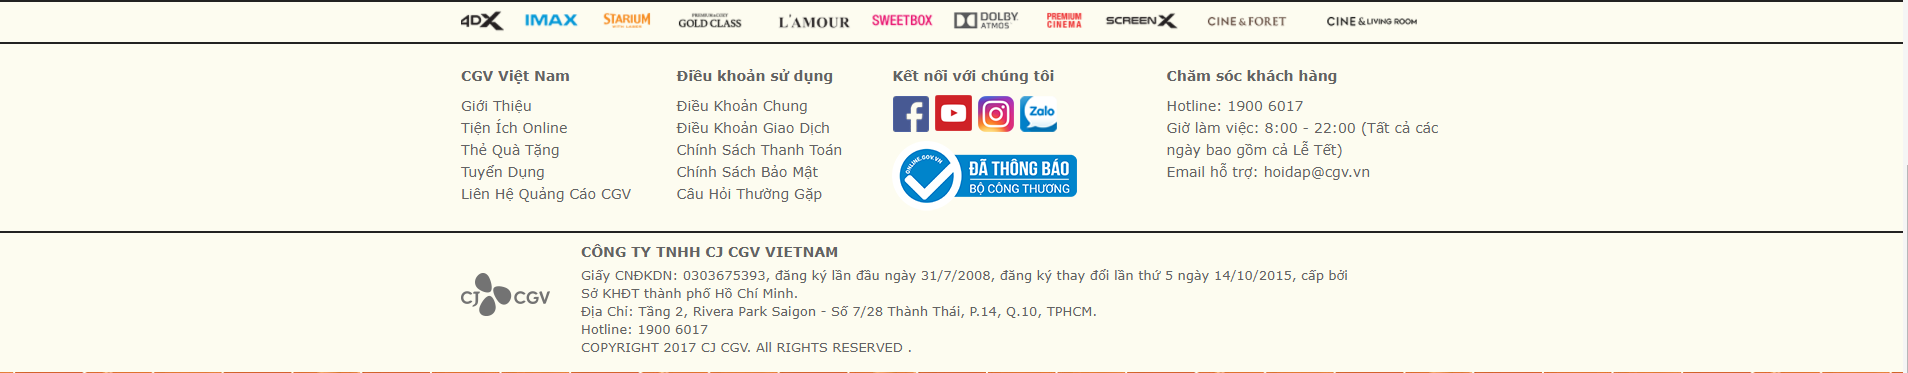 4DX IMAX STARIUM GOLD CLASS L'AMOUR SWEETBOX DOLBY ATMOS PREMIUM CINEMA SCREENX CINE & FORET CINE & LIVING ROOM
CGV Việt Nam
Giới Thiệu
Tiện Ích Online
Thẻ Quà Tặng
Tuyển Dụng
Liên Hệ Quảng Cáo CGV
Điều khoản sử dụng
Điều Khoản Chung
Điều Khoản Giao Dịch
Chính Sách Thanh Toán
Chính Sách Bảo Mật
Câu Hỏi Thường Gặp
Kết nối với chúng tôi
Zalo
ONLINE.GOV.VN
ĐÃ THÔNG BÁO
BỘ CÔNG THƯƠNG
Chăm sóc khách hàng
Hotline: 1900 6017
Giờ làm việc: 8:00 - 22:00 (Tất cả các
ngày bao gồm cả Lễ Tết)
Email hỗ trợ: hoidap@cgv.vn
CJ CGV
CÔNG TY TNHH CJ CGV VIETNAM
Giấy CNĐKDN: 0303675393, đăng ký lần đầu ngày 31/7/2008, đăng ký thay đổi lần thứ 5 ngày 14/10/2015, cấp bởi
Sở KHĐT thành phố Hồ Chí Minh.
Địa Chỉ: Tầng 2, Rivera Park Saigon - Số 7/28 Thành Thái, P.14, Q.10, TPHCM.
Hotline: 1900 6017
COPYRIGHT 2017 CJ CGV. All RIGHTS RESERVED .